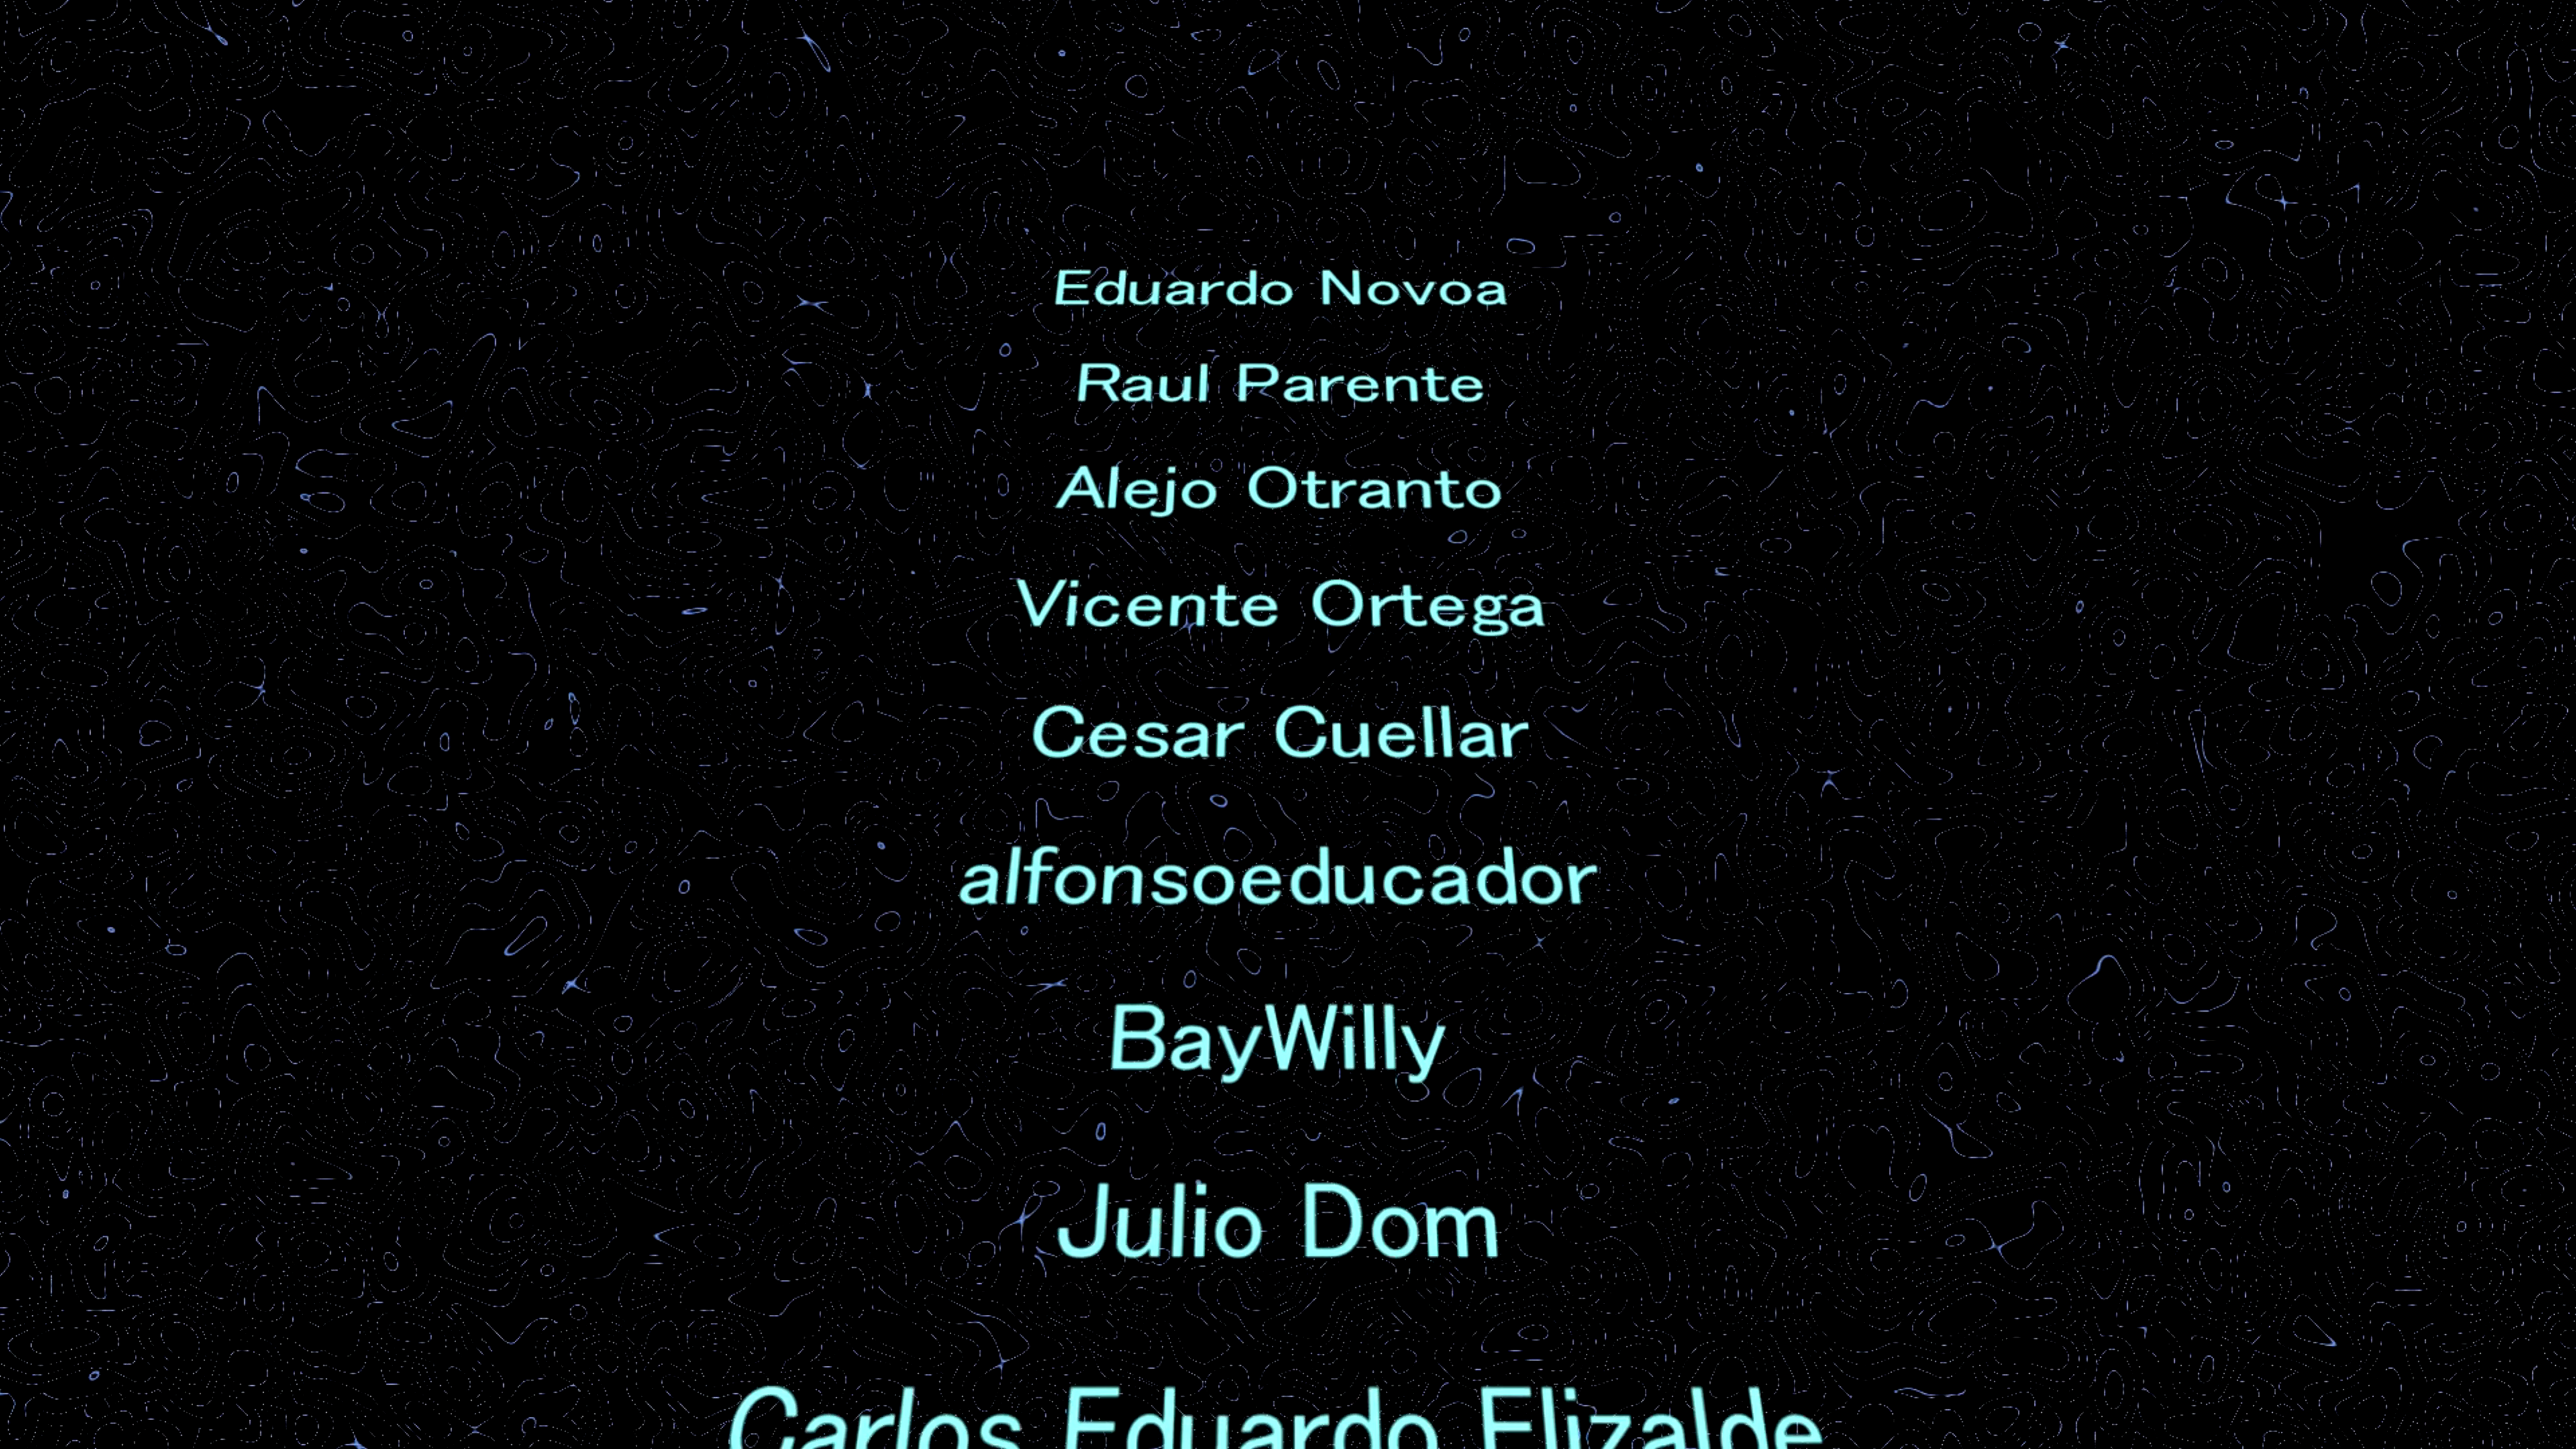 Eduardo Novoa
Raul Parente
Alejo Otranto
Vicente Ortega
Cesar Cuellar
alfonsoeducador
BayWilly
Julio Dom
Carlos Eduardo Elizalde